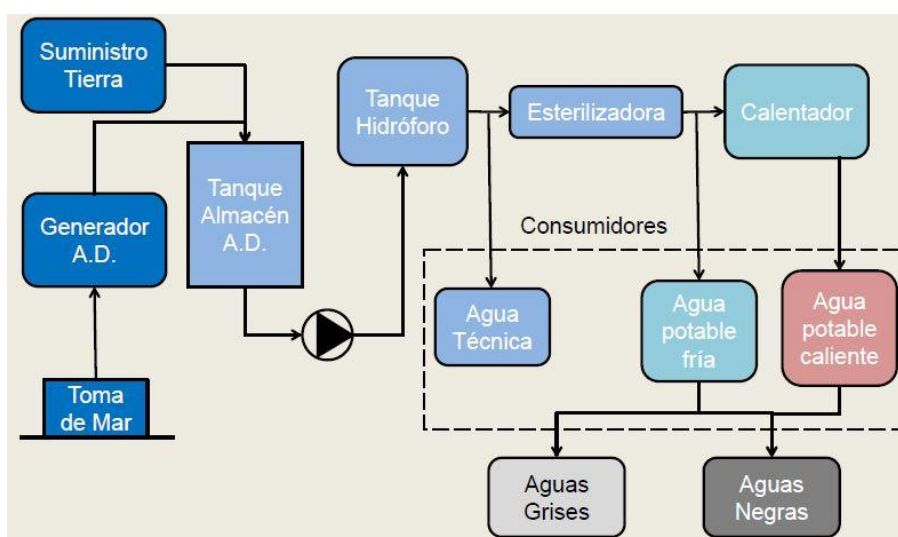 Suministro
Tierra
Tanque
Hidróforo
Esterilizadora
Calentador
Tanque
Almacén
A.D.
Generador
A.D.
Consumidores
Agua
Técnica
Agua
potable
fría
Agua
potable
caliente
Toma
de Mar
Aguas
Grises
Aguas
Negras